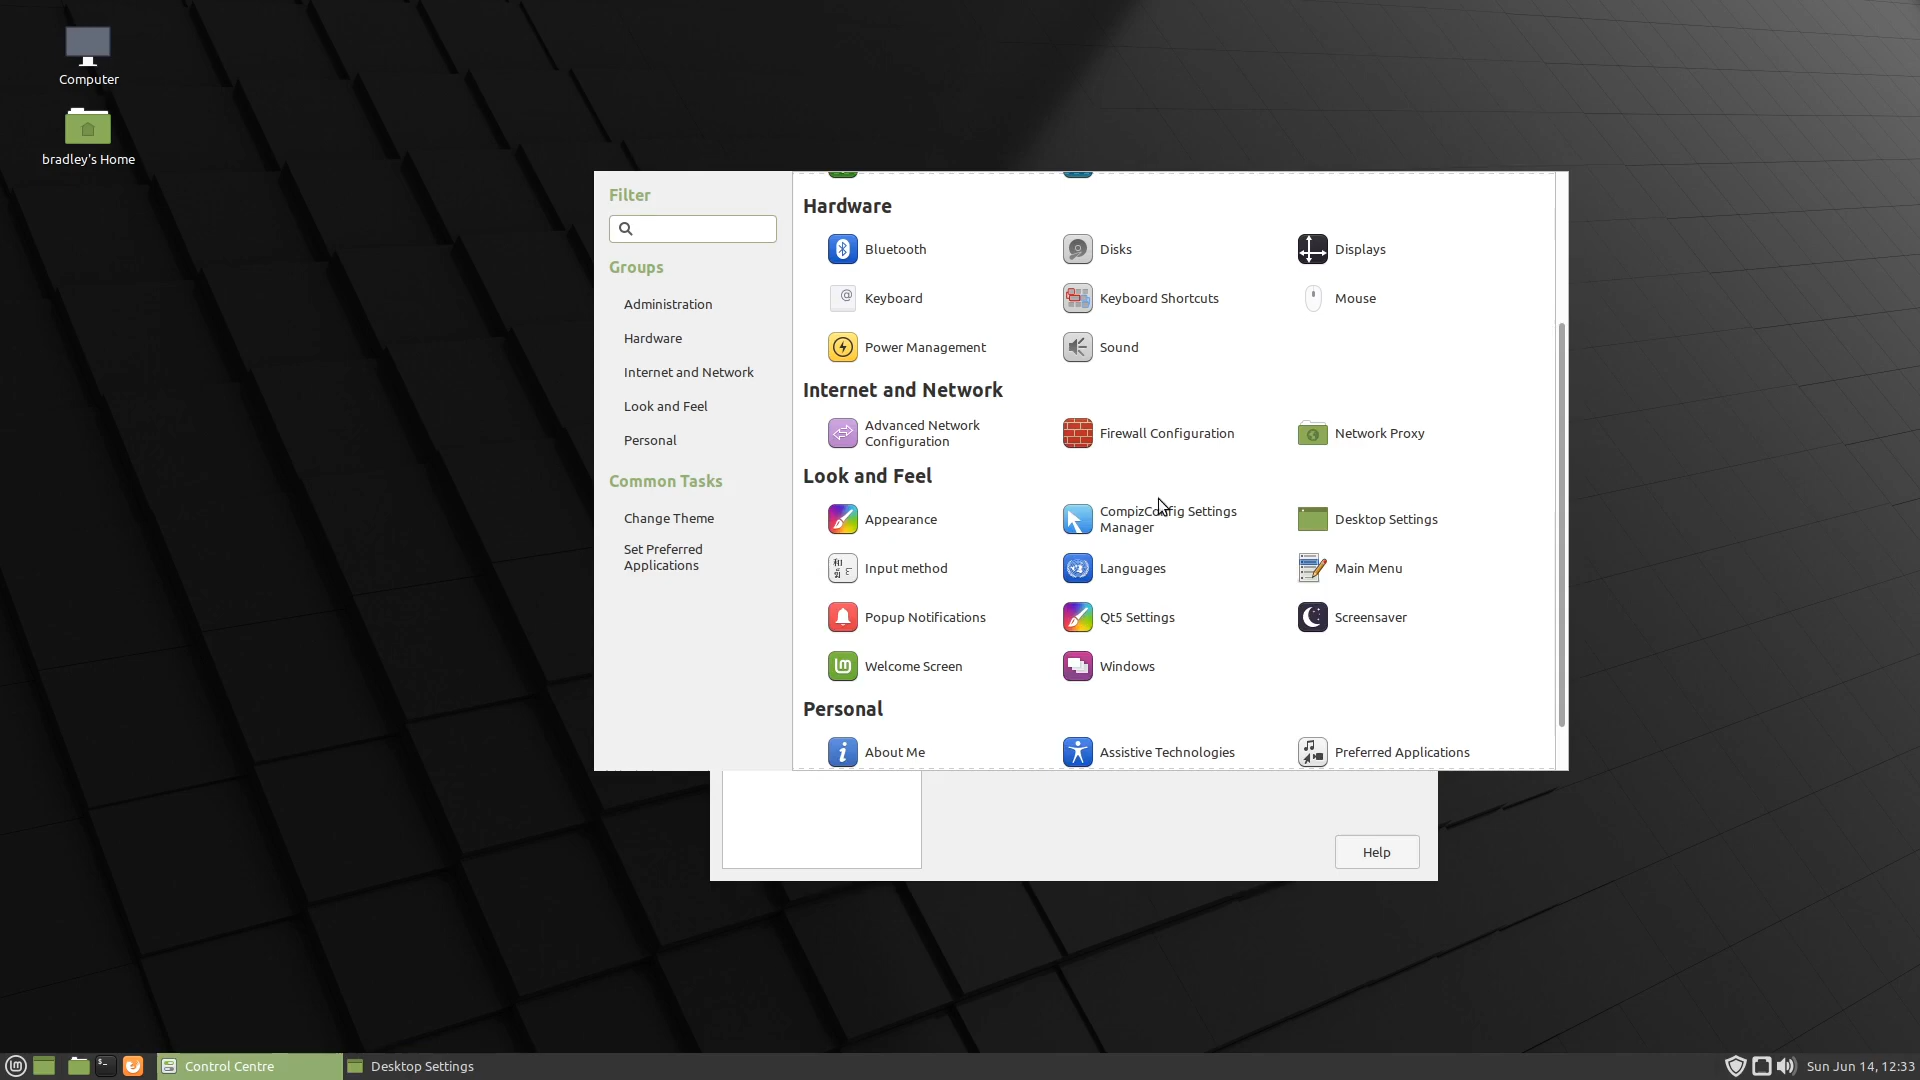 Computer
bradley's Home
Filter
Groups
Administration
Hardware
Internet and Network
Look and Feel
Personal
Common Tasks
Change Theme
Set Preferred
Applications
Hardware
Bluetooth
Disks
Displays
Keyboard
Keyboard Shortcuts
Mouse
Power Management
Sound
Internet and Network
Advanced Network
Configuration
Firewall Configuration
Network Proxy
Look and Feel
Appearance
CompizConfig Settings
Manager
Desktop Settings
Input method
Languages
Main Menu
Popup Notifications
Qt5 Settings
Screensaver
Welcome Screen
Windows
Personal
About Me
Assistive Technologies
Preferred Applications
Help
Control Centre
Desktop Settings
Sun Jun 14, 12:33